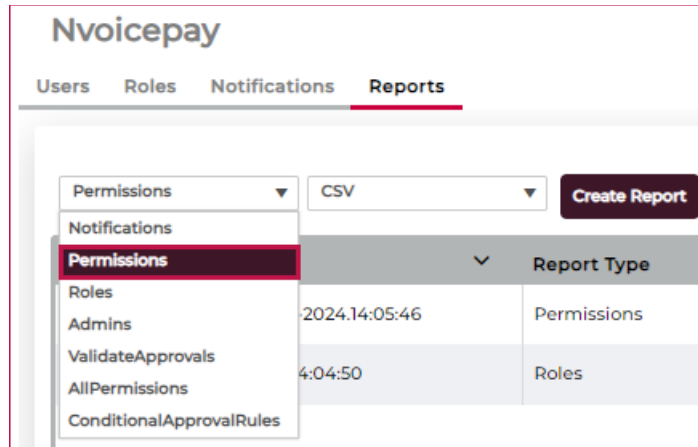 Nvoicepay
Users Roles Notifications Reports
Permissions CSV Create Report
Notifications
Permissions Report Type
Roles
-2024.14:05:46 Permissions
Admins
ValidateApprovals
4:04:50 Roles
AllPermissions
ConditionalApprovalRules